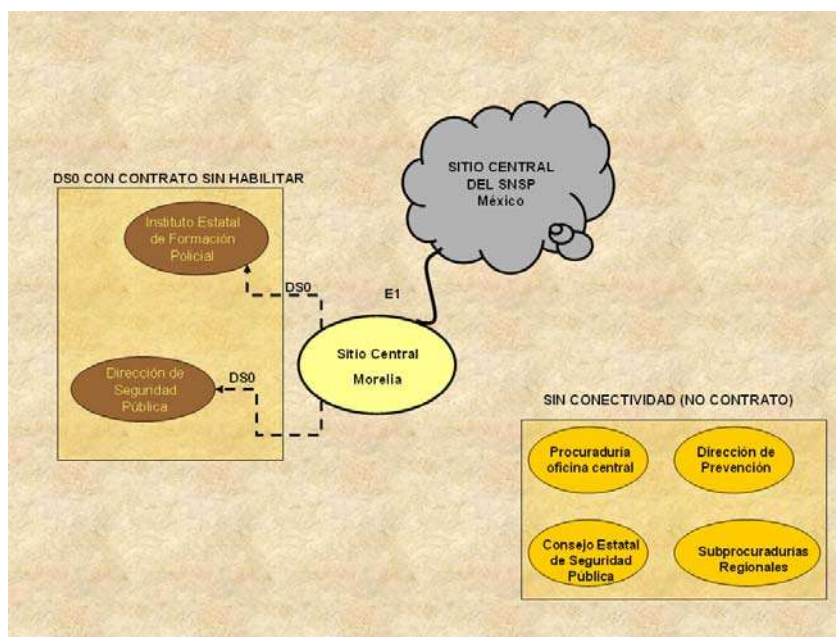 SITIO CENTRAL
DEL SNSP
México
DS0 CON CONTRATO SIN HABILITAR
Instituto Estatal
de Formación
Policial
DS0
E1
Sitio Central
Morelia
Dirección de
Seguridad
Pública
DS0
SIN CONECTIVIDAD (NO CONTRATO)
Procuraduría
oficina central
Dirección de
Prevención
Consejo Estatal
de Seguridad
Pública
Subprocuradurías
Regionales